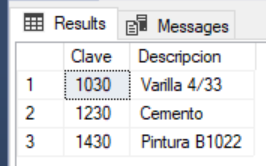 Results Messages
Clave Descripcion
1 1030 Varilla 4/33
2 1230 Cemento
3 1430 Pintura B1022